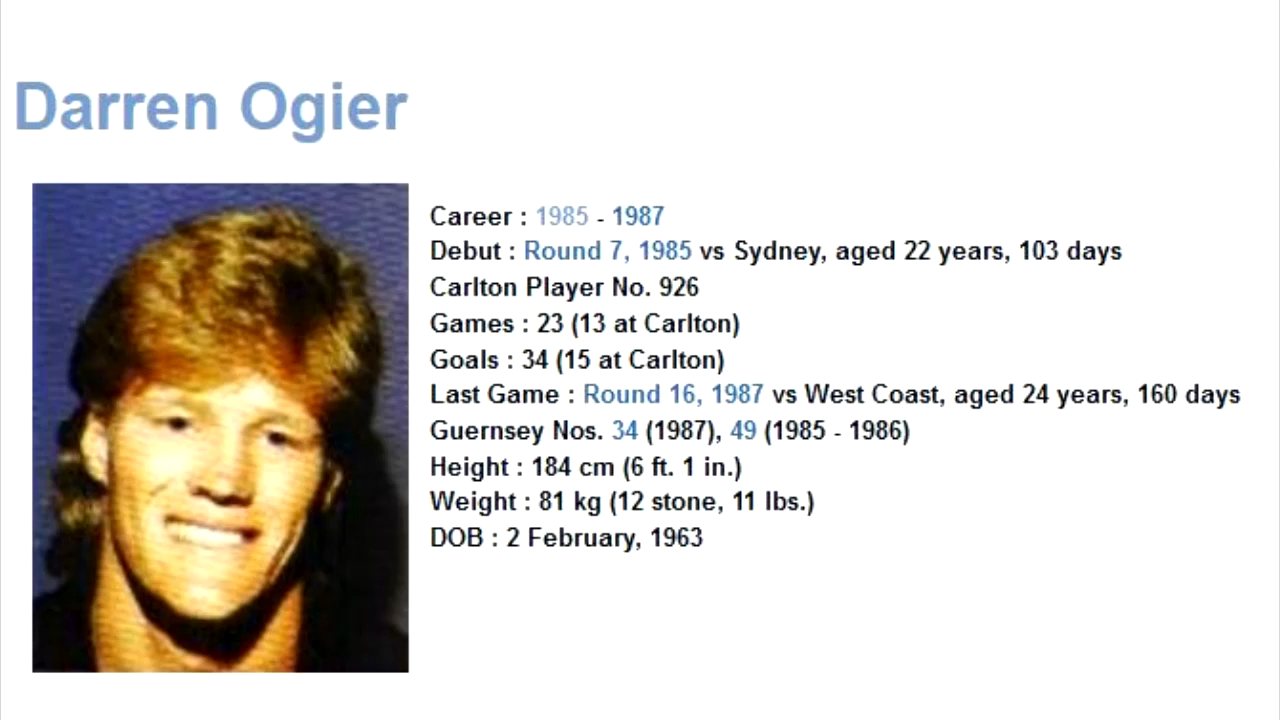 Darren Ogier
Career : 1985 - 1987
Debut : Round 7, 1985 vs Sydney, aged 22 years, 103 days
Carlton Player No. 926
Games : 23 (13 at Carlton)
Goals : 34 (15 at Carlton)
Last Game : Round 16, 1987 vs West Coast, aged 24 years, 160 days
Guernsey Nos. 34 (1987), 49 (1985 - 1986)
Height : 184 cm (6 ft. 1 in.)
Weight : 81 kg (12 stone, 11 lbs.)
DOB : 2 February, 1963